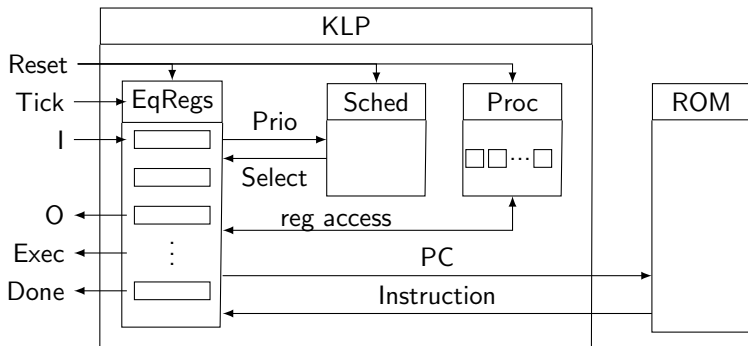 KLP
Reset
Tick
EqRegs
Sched
Proc
ROM
I
Prio
Select
O
reg access
Exec
PC
Done
Instruction